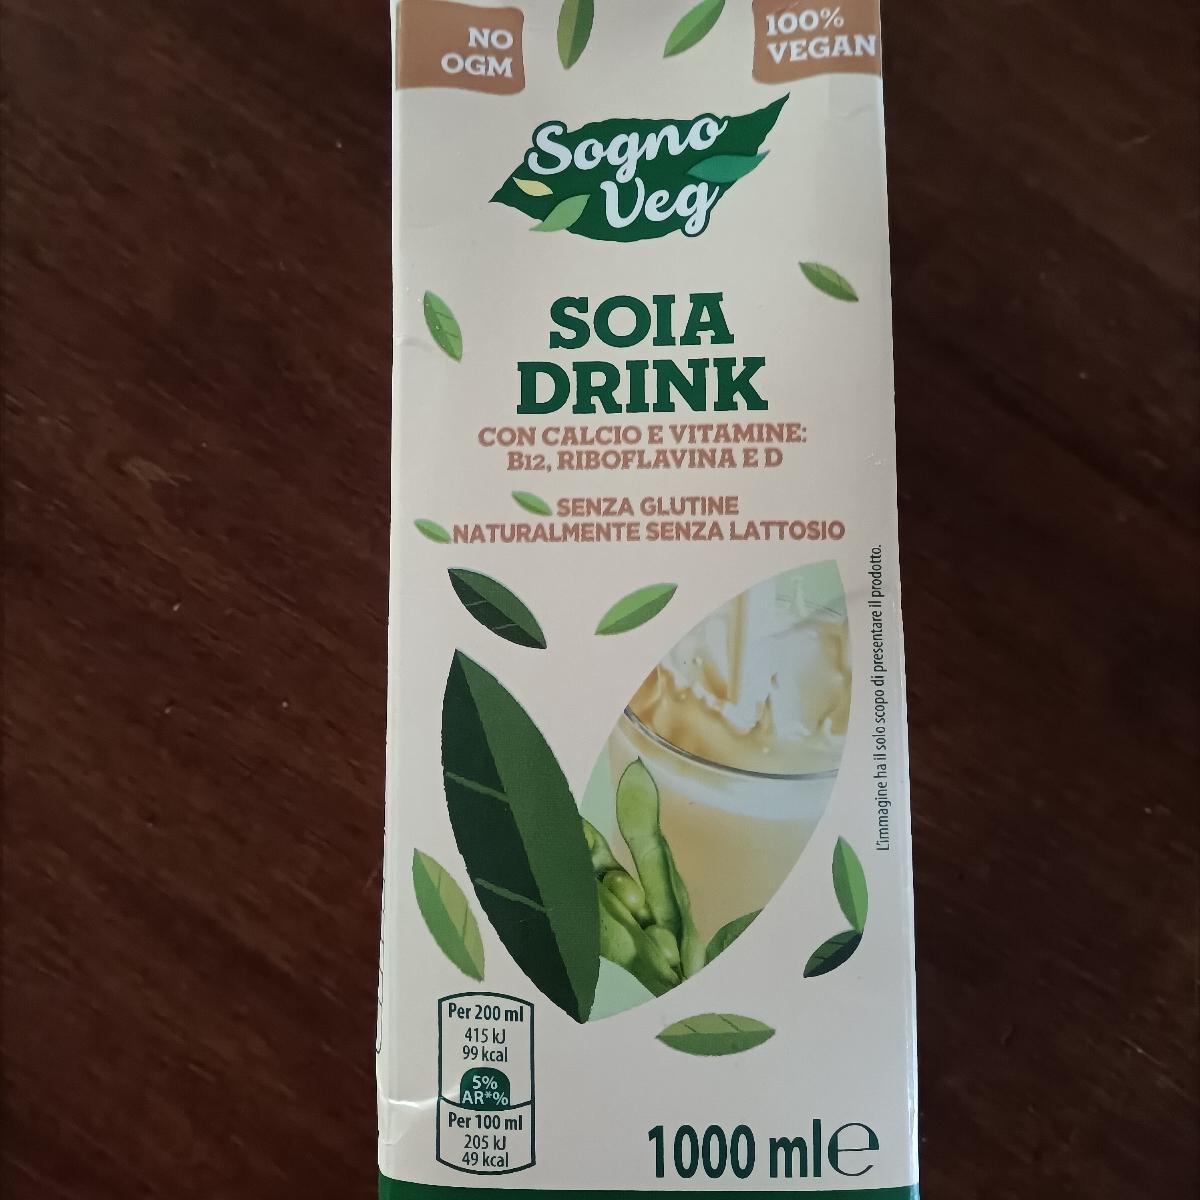 NO
OGM
100%
VEGAN
Sogno
Veg
SOIA
DRINK
CON CALCIO E VITAMINE:
B12, RIBOFLAVINA E D
SENZA GLUTINE
NATURALMENTE SENZA LATTOSIO
L'immagine ha il solo scopo di presentare il prodotto.
Per 200 ml
415 kJ
99 kcal
5%
AR*%
Per 100 ml
205 kJ
49 kcal
1000 ml ℮